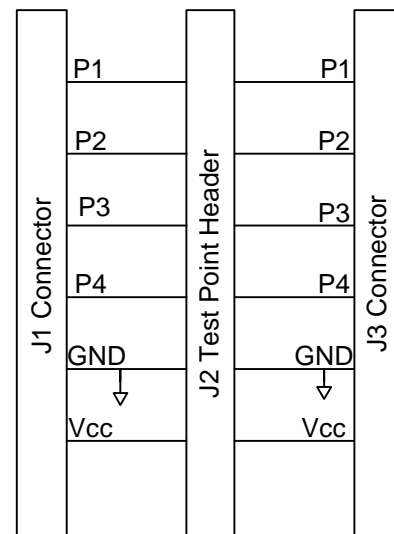 J1 Connector
P1
P2
P3
P4
GND
Vcc
J2 Test Point Header
P1
P2
P3
P4
GND
Vcc
J3 Connector